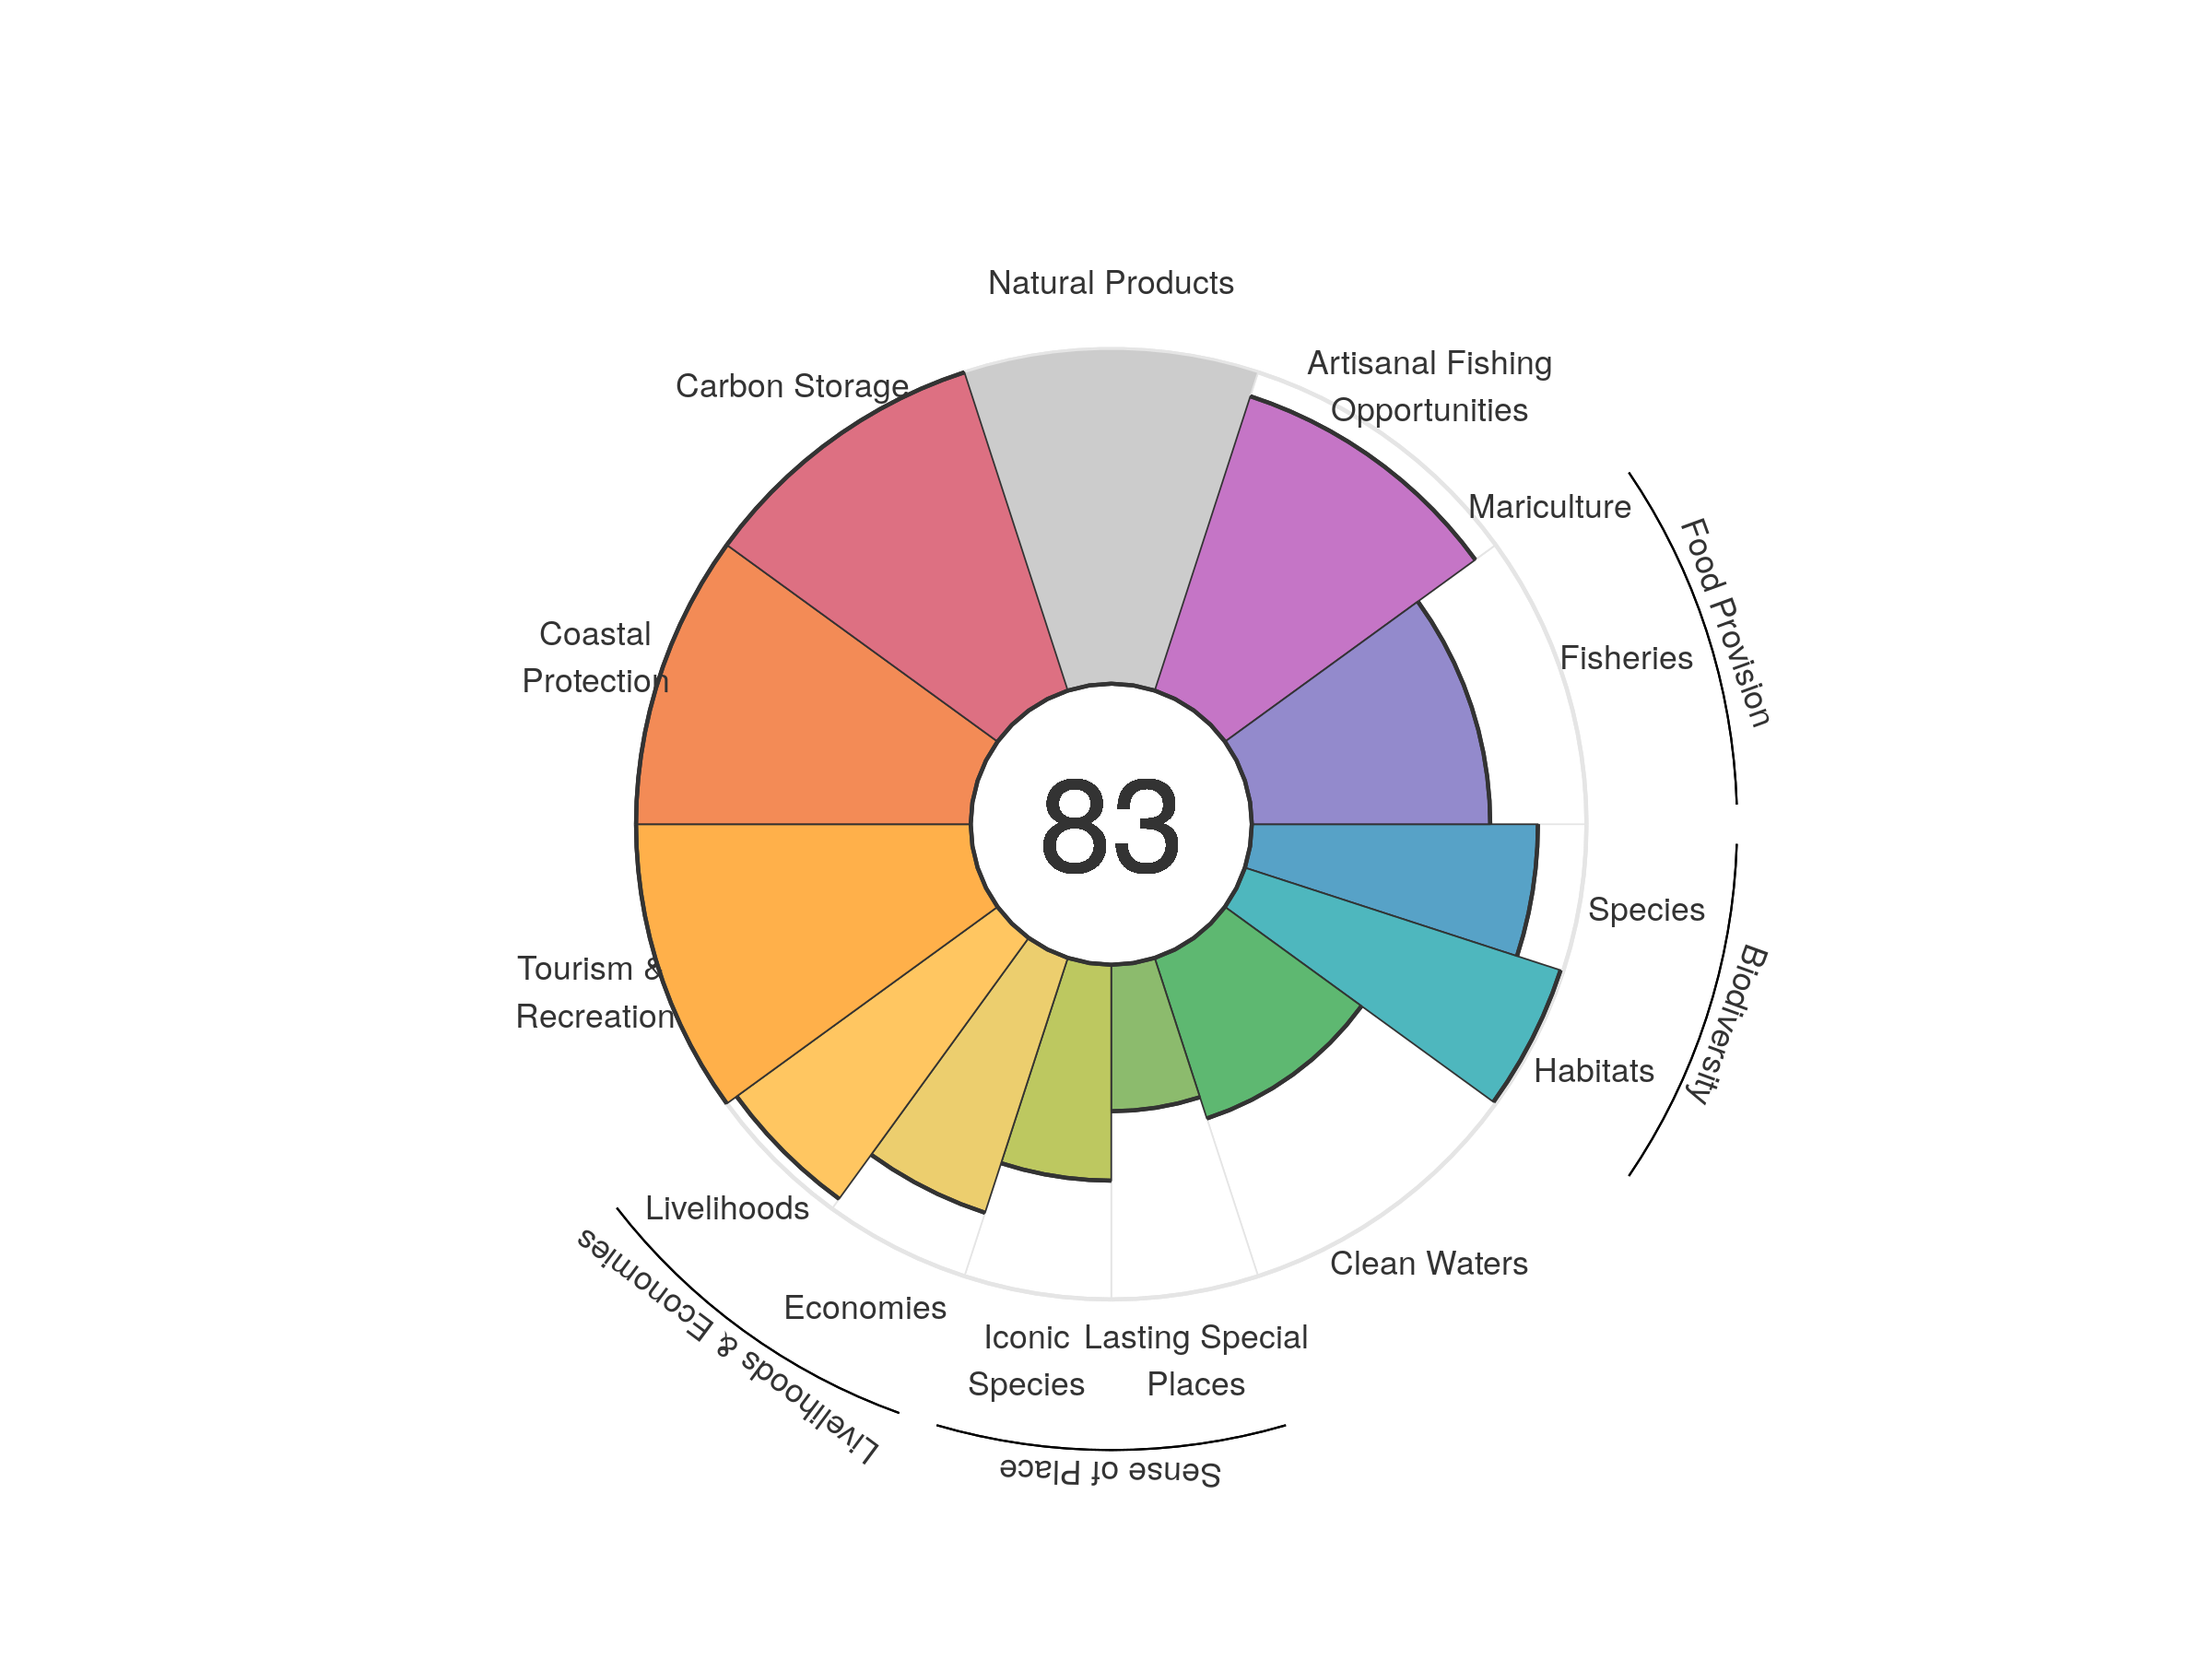 Natural Products
Artisanal Fishing
Opportunities
Carbon Storage
Mariculture
Food Provision
Fisheries
Coastal
Protection
83
Species
Biodiversity
Tourism &
Recreation
Habitats
Livelihoods
Livelihoods & Economies
Clean Waters
Economies
Iconic
Species
Lasting Special
Places
Sense of Place